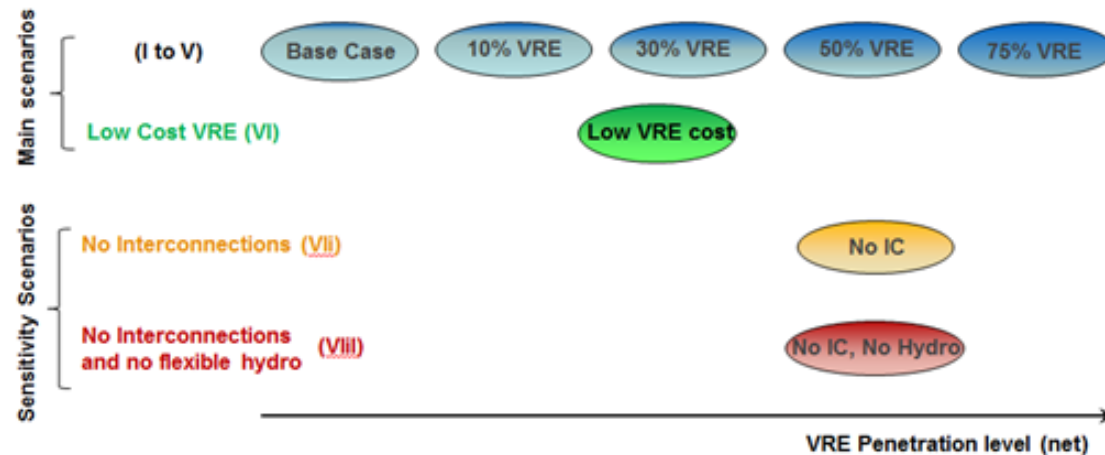 Main scenarios
(I to V)
Base Case
10% VRE
30% VRE
50% VRE
75% VRE
Low Cost VRE (VI)
Low VRE cost
Sensitivity Scenarios
No Interconnections (VIi)
No IC
No Interconnections
and no flexible hydro
(VIiI)
No IC, No Hydro
VRE Penetration level (net)